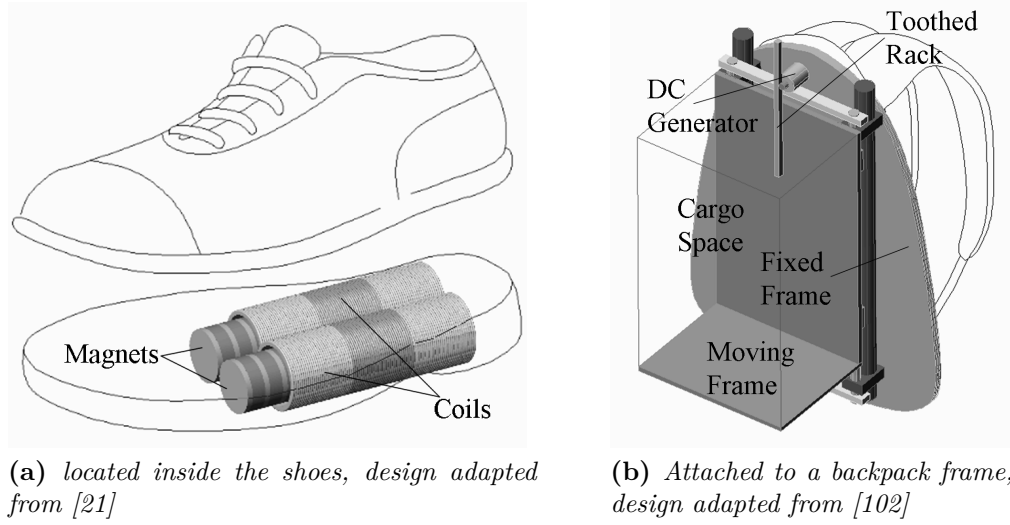 Magnets
Coils
Toothed
Rack
DC
Generator
Cargo
Space
Fixed
Frame
Moving
Frame
(a) located inside the shoes, design adapted
from [21]
(b) Attached to a backpack frame,
design adapted from [102]